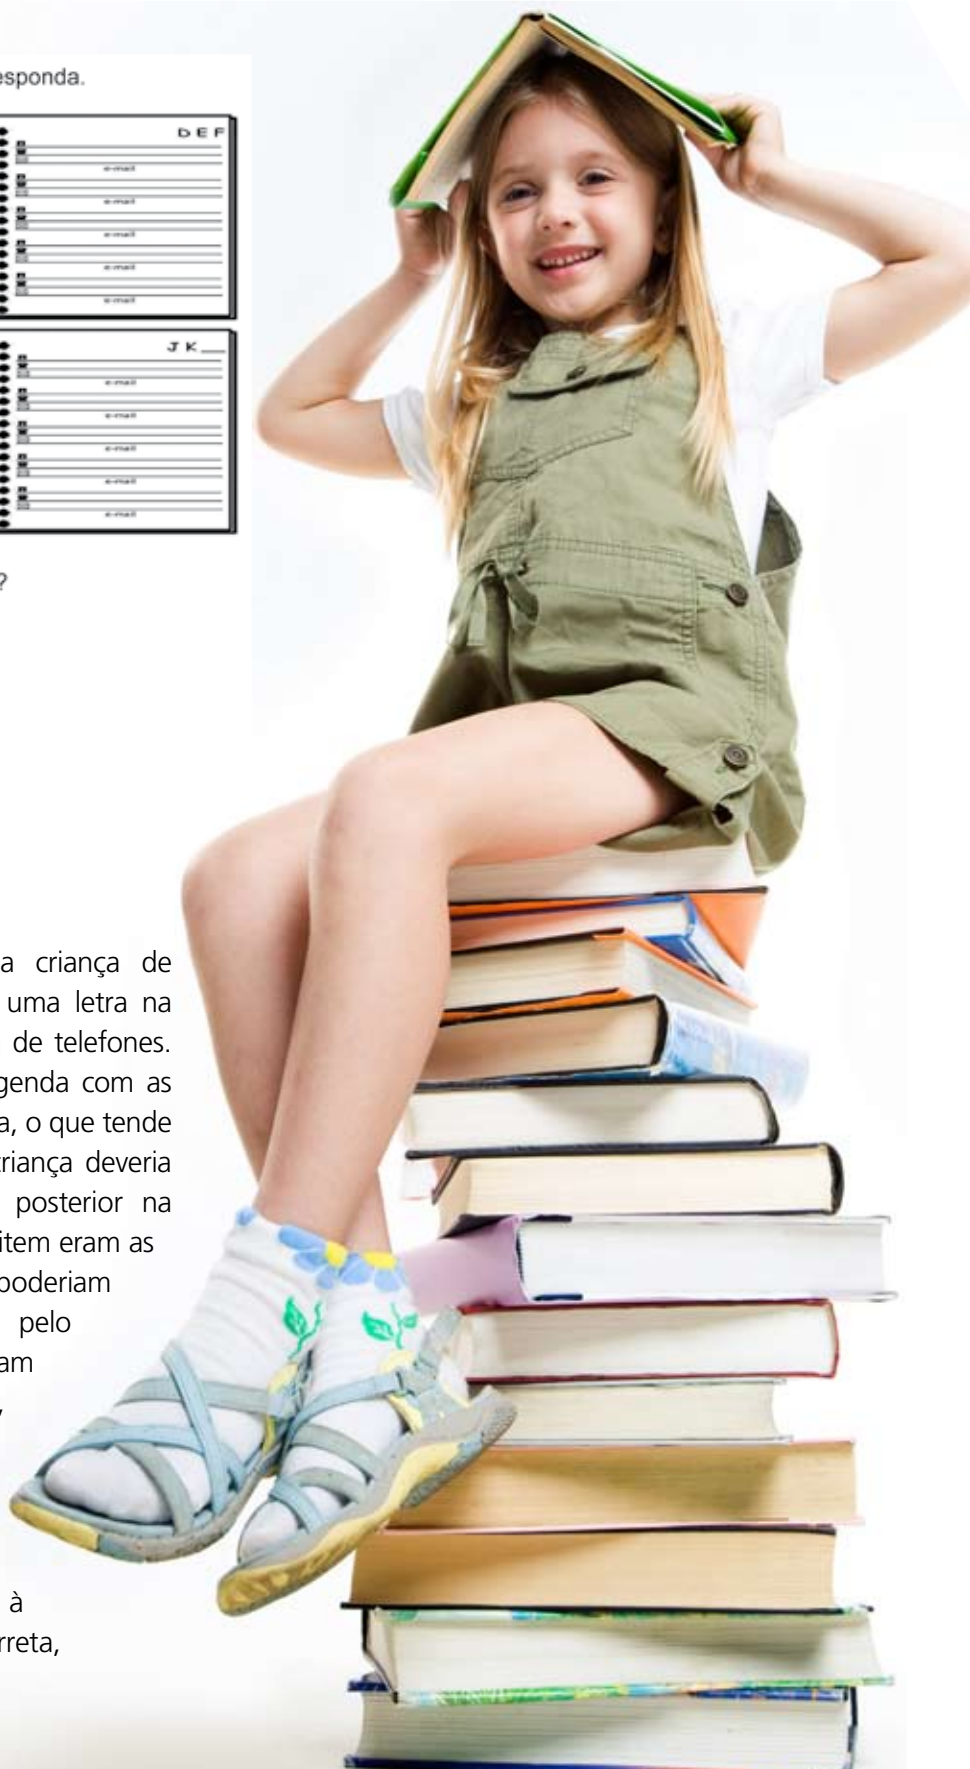 esponda.
D E F
e-mail
e-mail
e-mail
e-mail
e-mail
J K __
e-mail
e-mail
e-mail
e-mail
e-mail
?
a criança de
uma letra na
de telefones.
genda com as
a, o que tende
criança deveria
posterior na
item eram as
poderiam
pelo
am
,
à
rreta,